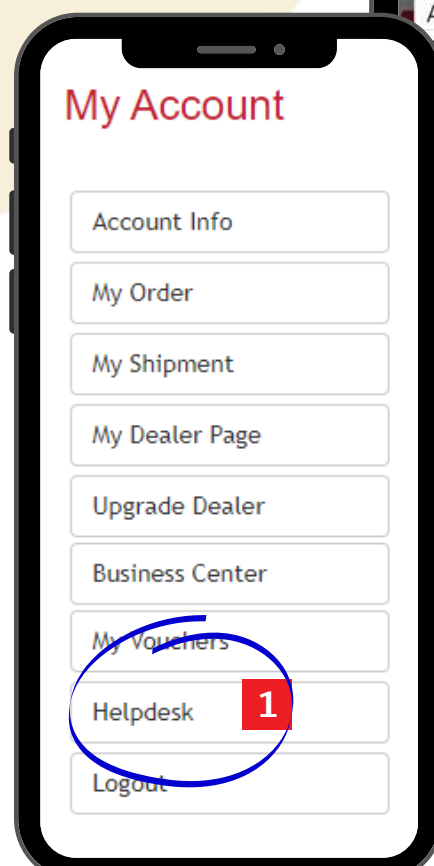 My Account
Account Info
My Order
My Shipment
My Dealer Page
Upgrade Dealer
Business Center
My Vouchers
Helpdesk
1
Logout